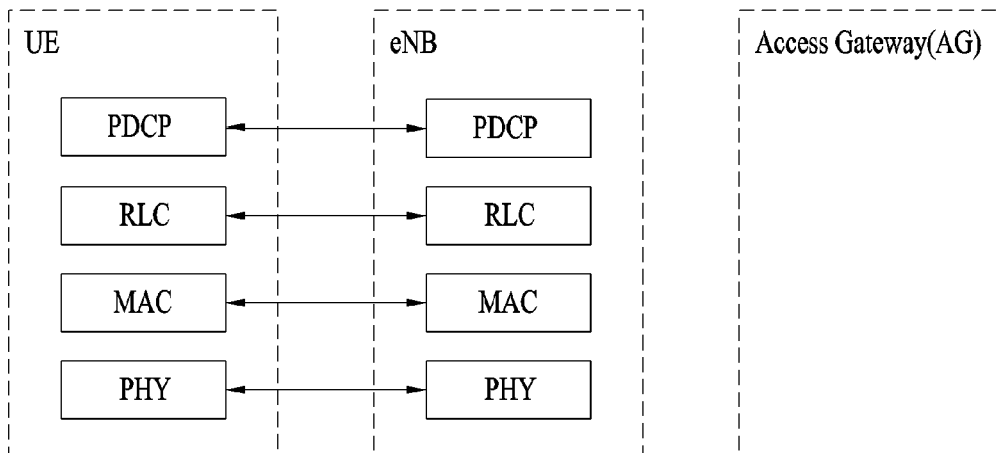 UE
eNB
Access Gateway(AG)
PDCP
PDCP
RLC
RLC
MAC
MAC
PHY
PHY